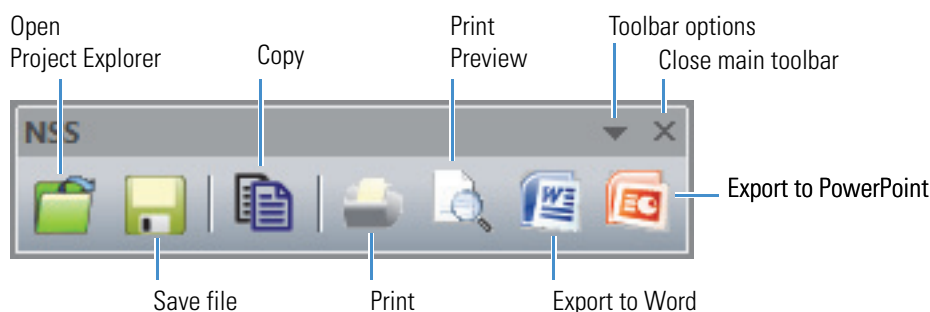 Open
Project Explorer
Copy
Print
Preview
Toolbar options
Close main toolbar
NSS
Export to PowerPoint
Save file
Print
Export to Word